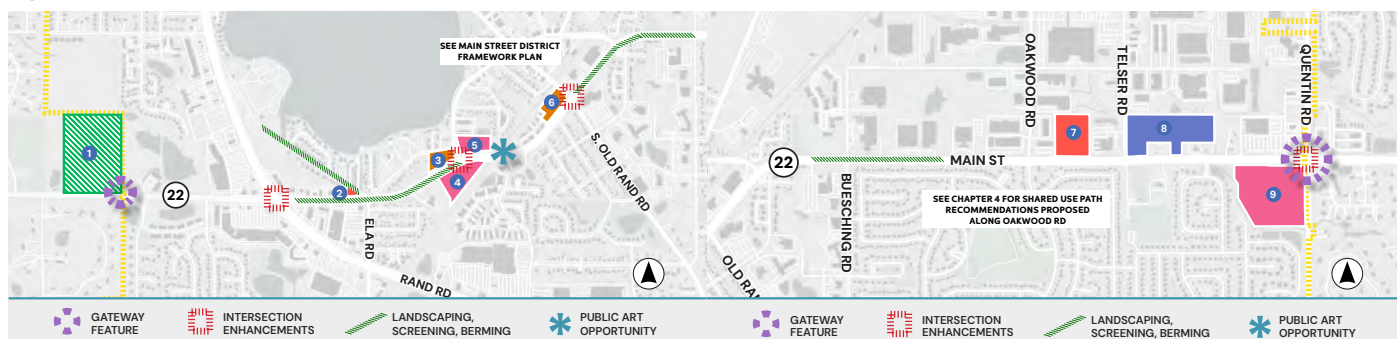 SEE MAIN STREET DISTRICT
FRAMEWORK PLAN
1
22
2
ELA RD
RAND RD
3
4
5
6
S. OLD RAND RD
GATEWAY
FEATURE
INTERSECTION
ENHANCEMENTS
LANDSCAPING,
SCREENING, BERMING
PUBLIC ART
OPPORTUNITY
OAKWOOD RD
TELSER RD
QUENTIN RD
7
8
22
MAIN ST
9
BUESCHING RD
SEE CHAPTER 4 FOR SHARED USE PATH
RECOMMENDATIONS PROPOSED
ALONG OAKWOOD RD
OLD RAN
GATEWAY
FEATURE
INTERSECTION
ENHANCEMENTS
LANDSCAPING,
SCREENING, BERMING
PUBLIC ART
OPPORTUNITY